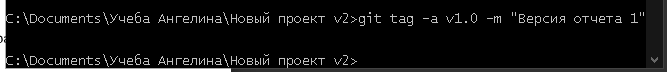 C:\Documents\Учеба Ангелина\Новый проект v2>git tag -a v1.0 -m "Версия отчета 1"
C:\Documents\Учеба Ангелина\Новый проект v2>